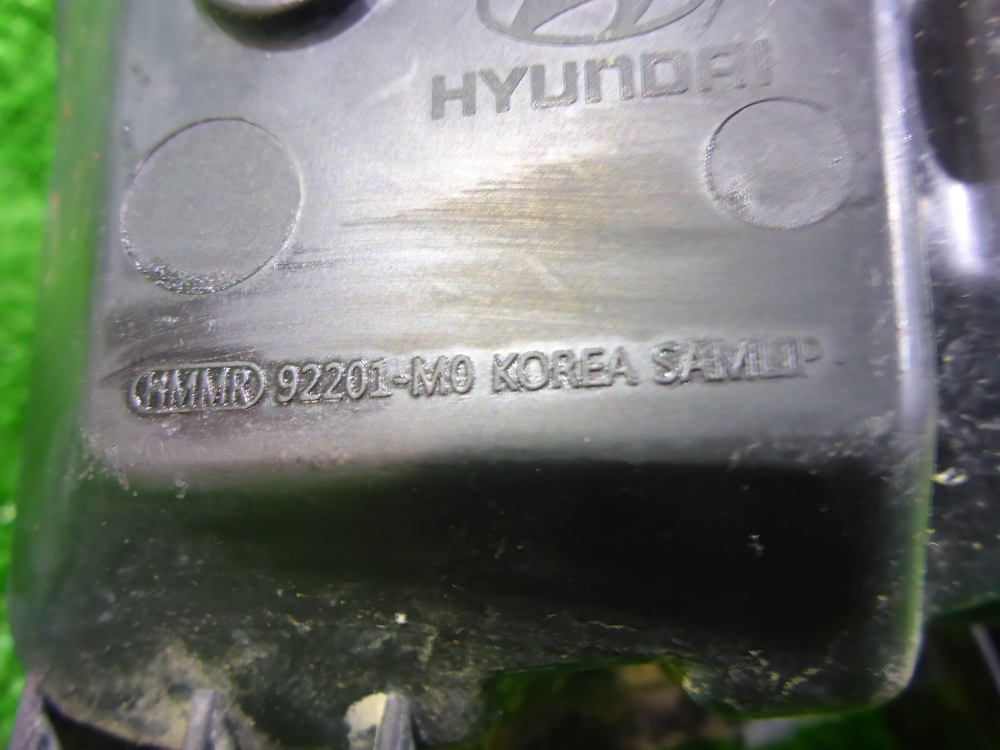 HYUNDAI
HMMR 92201-M0 KOREA SAMLIP